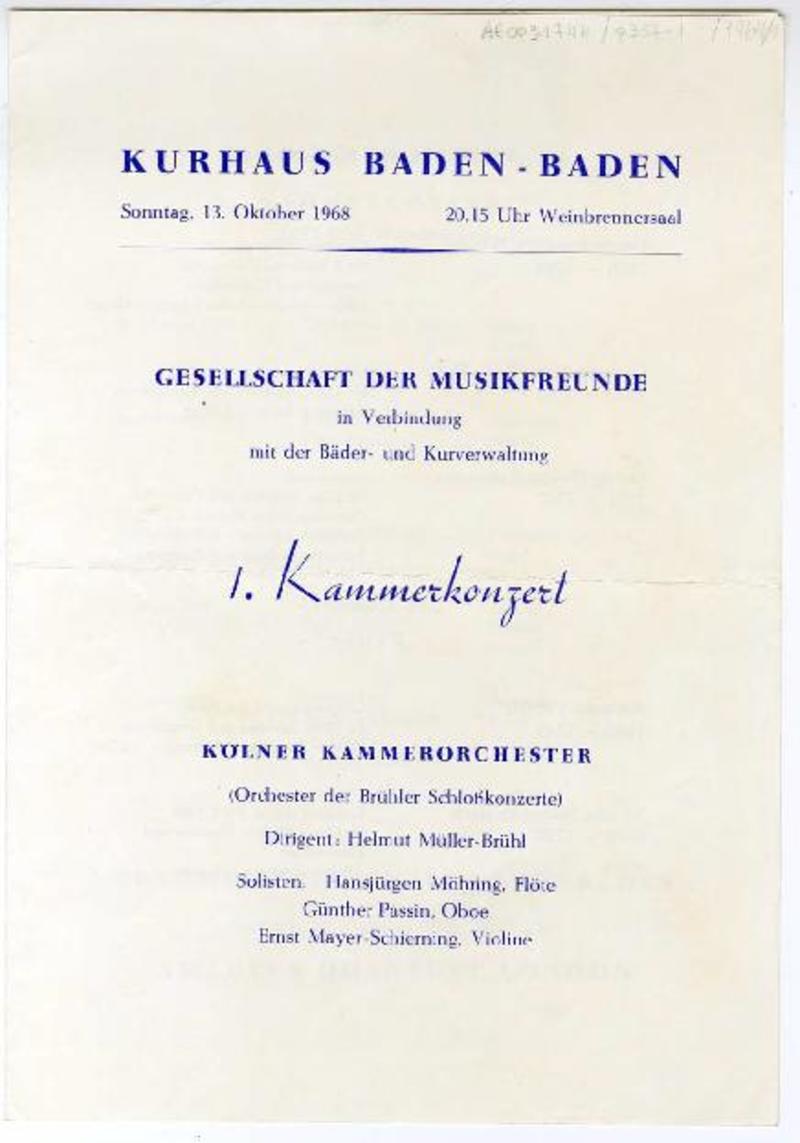 KURHAUS BADEN-BADEN
Sonntag, 13. Oktober 1968 20,15 Uhr Weinbrennersaal
GESELLSCHAFT DER MUSIKFREUNDE
in Verbindung
mit der Bäder- und Kurverwaltung
1. Kammerkonzert
KÖLNER KAMMERORCHESTER
(Orchester der Brühler Schloßkonzerte)
Dirigent: Helmut Müller-Brühl
Solisten: Hansjürgen Möhring, Flöte
Günther Passin, Oboe
Ernst Mayer-Schierning, Violine